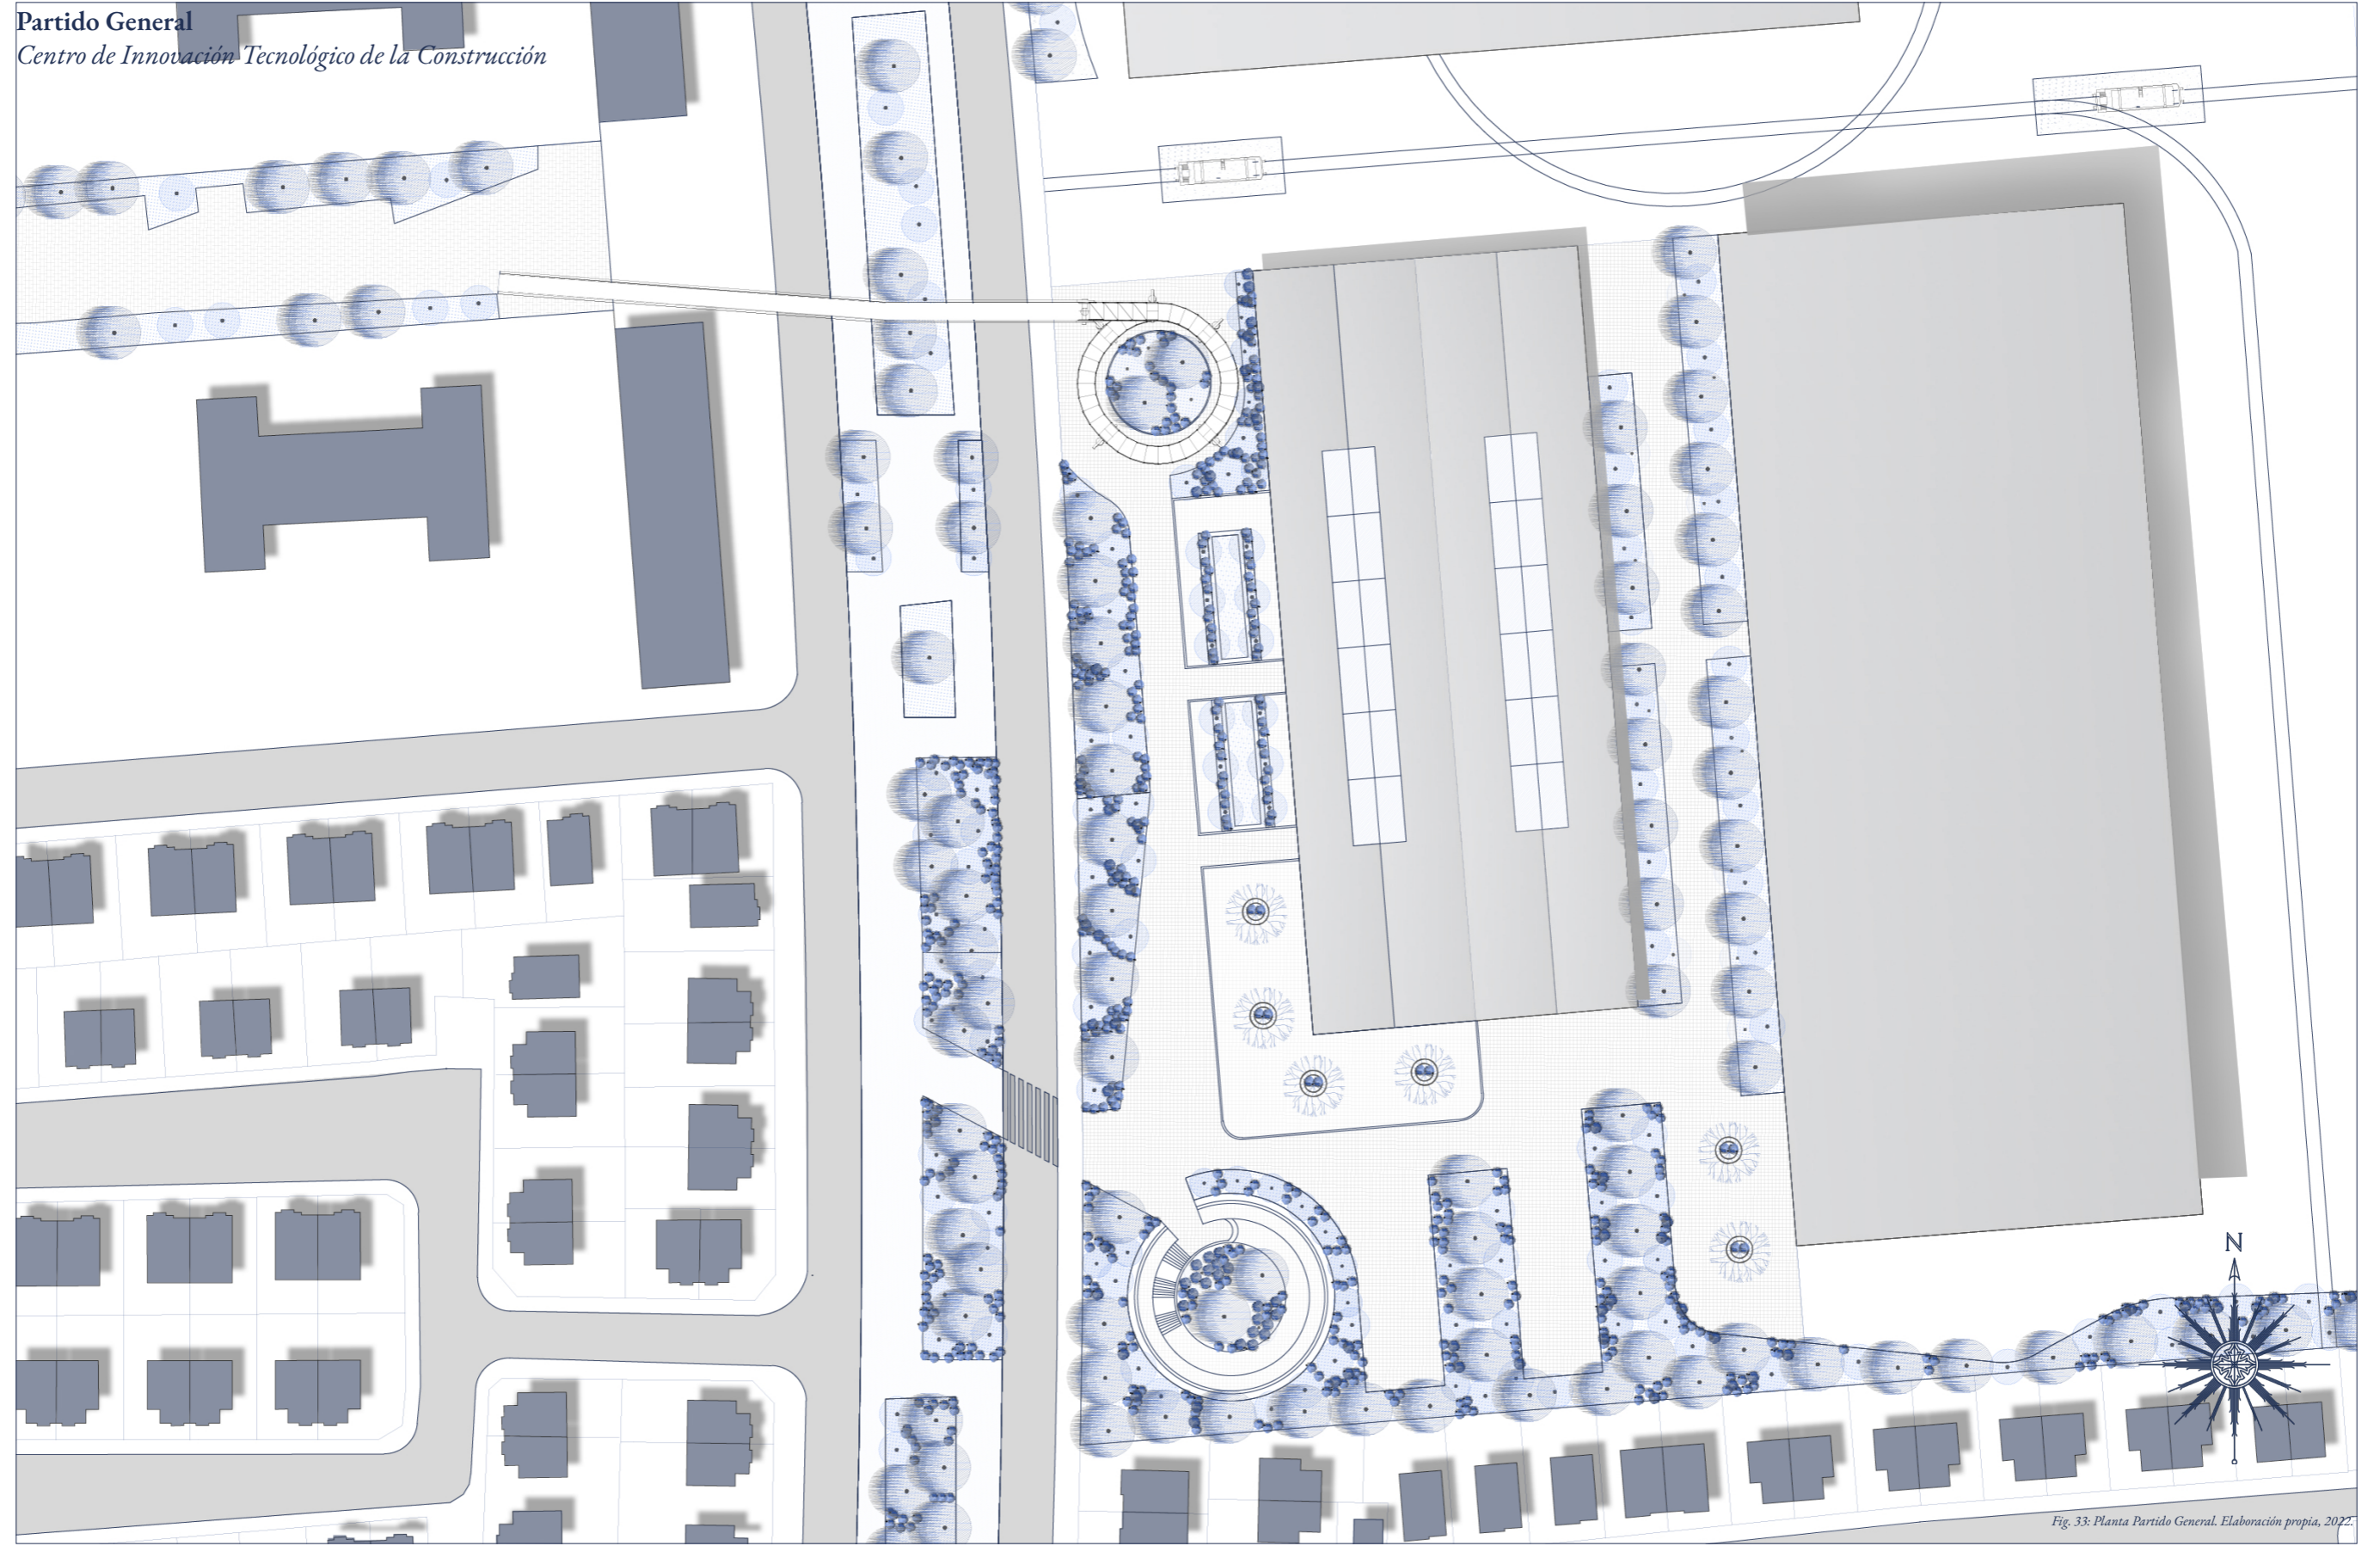 Partido General
Centro de Innovación Tecnológico de la Construcción
N
Fig. 33: Planta Partido General. Elaboración propia, 2022.